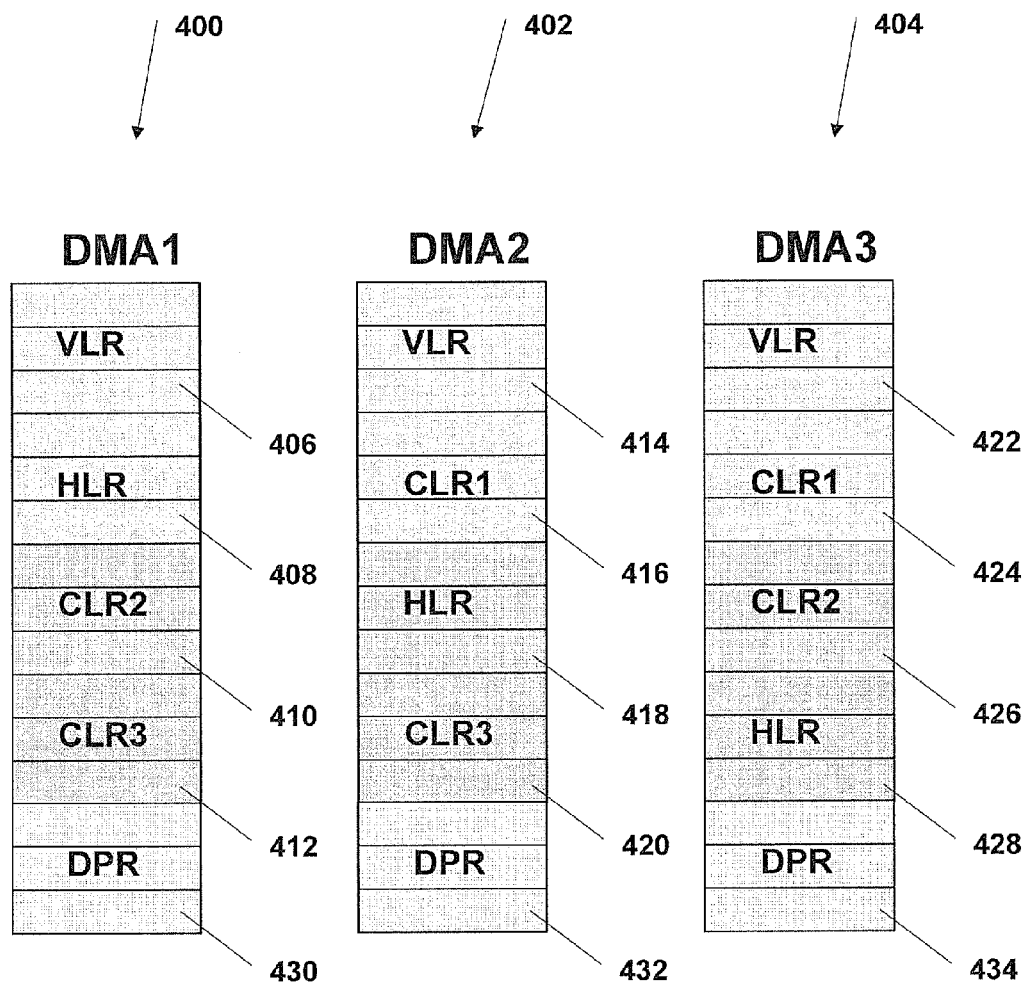 400 402 404
DMA1 DMA2 DMA3
VLR VLR VLR
406 414 422
HLR CLR1 CLR1
408 416 424
CLR2 HLR CLR2
410 418 426
CLR3 CLR3 HLR
412 420 428
DPR DPR DPR
430 432 434